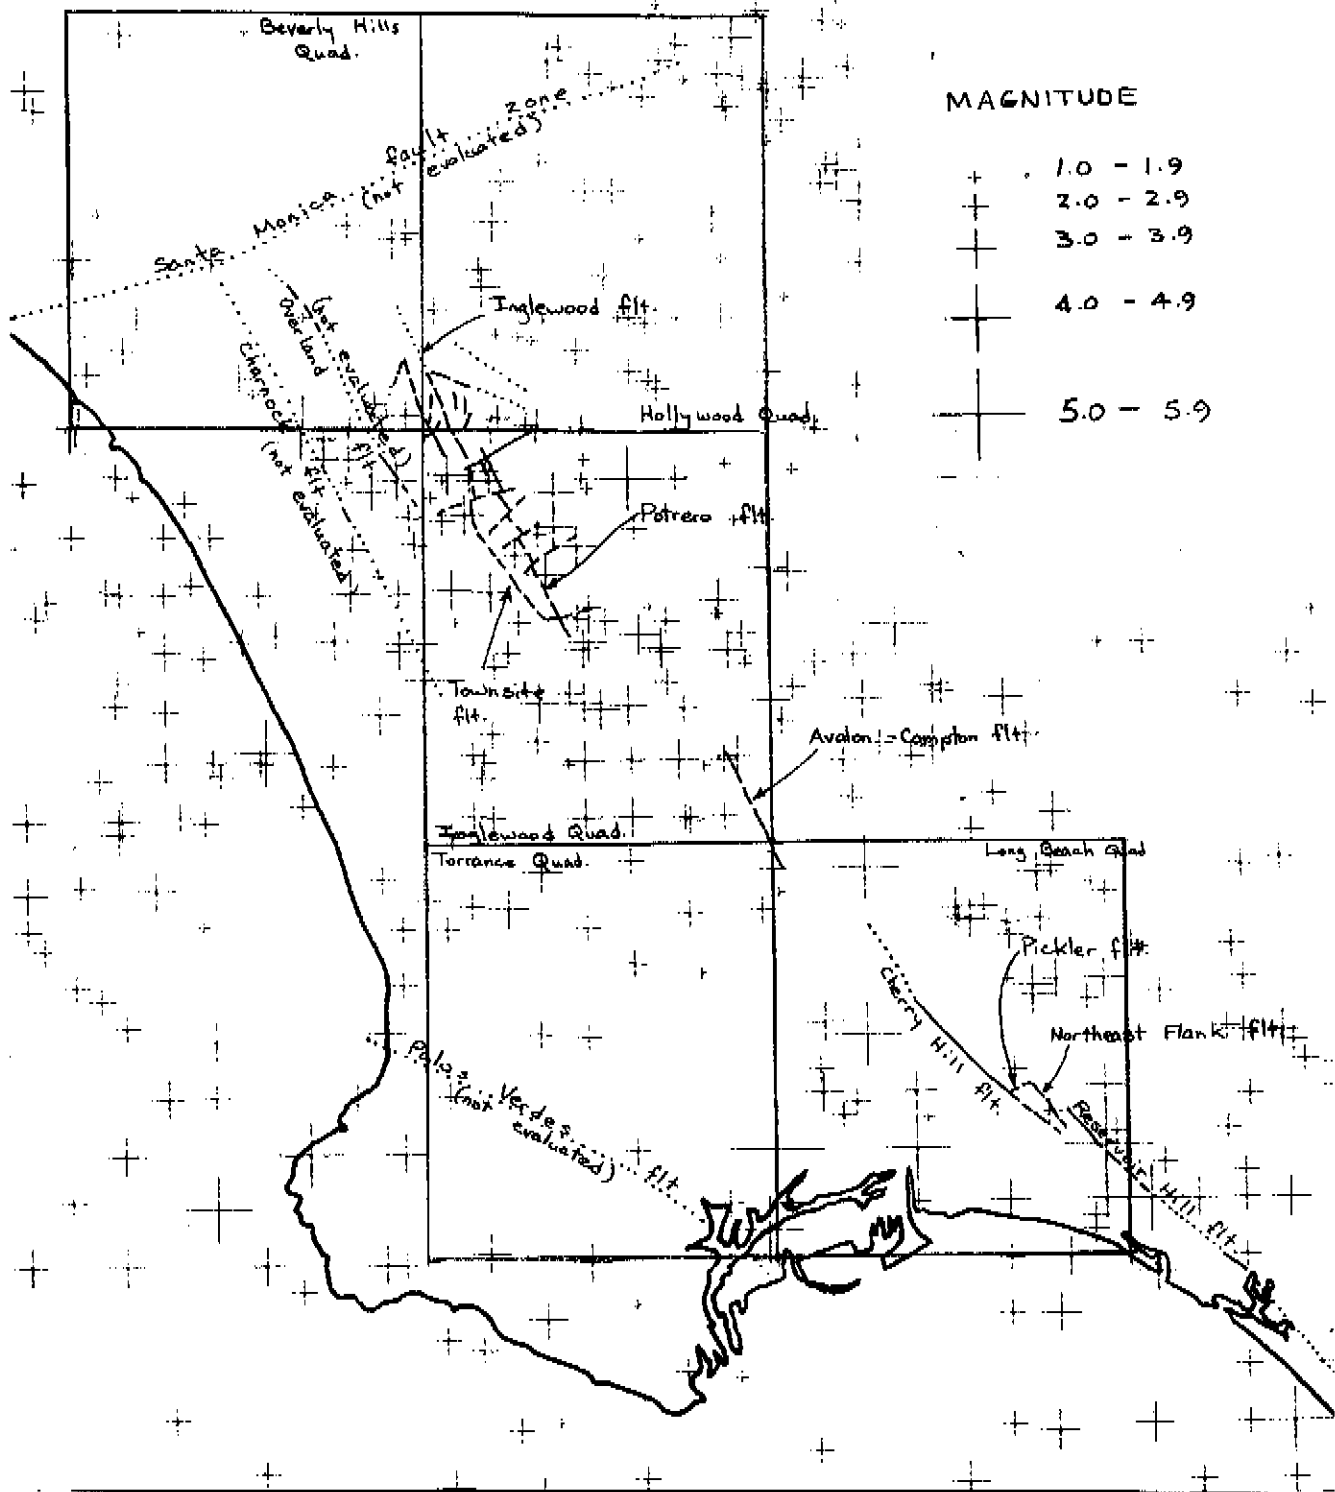 Beverly Hills
Quad.
MAGNITUDE
1.0 - 1.9
2.0 - 2.9
3.0 - 3.9
4.0 - 4.9
5.0 - 5.9
Santa Monica fault zone
(not evaluated)
Inglewood flt.
Overland flt
(not evaluated)
Charnock flt
(not evaluated)
Hollywood Quad.
Potrero flt.
Townsite
flt.
Avalon - Compton flt.
Inglewood Quad.
Torrance Quad.
Long Beach Quad
Pickler flt.
Cherry Hill flt.
Northeast Flank flt.
Reservoir Hill flt.
Palos Verdes flt.
(not evaluated)